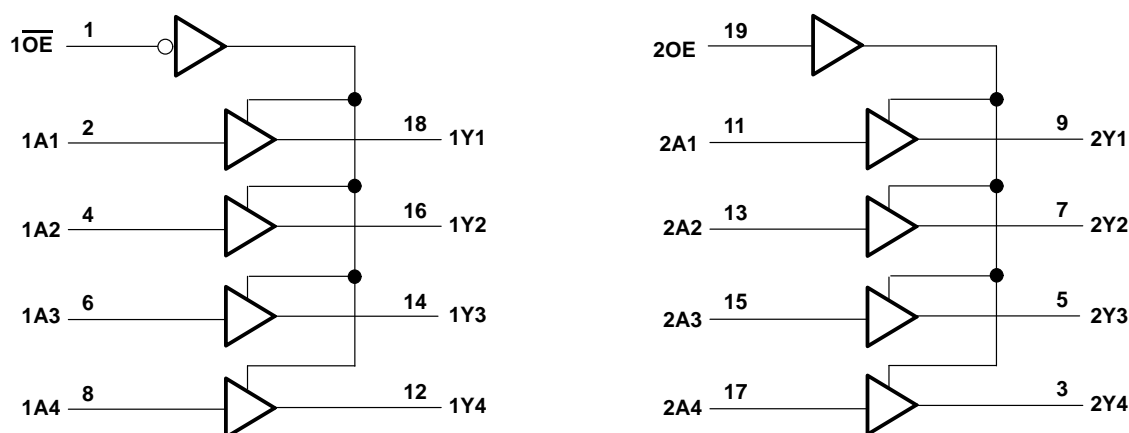 1O̅E̅ 1
1A1 2 18 1Y1
1A2 4 16 1Y2
1A3 6 14 1Y3
1A4 8 12 1Y4
2OE 19
2A1 11 9 2Y1
2A2 13 7 2Y2
2A3 15 5 2Y3
2A4 17 3 2Y4